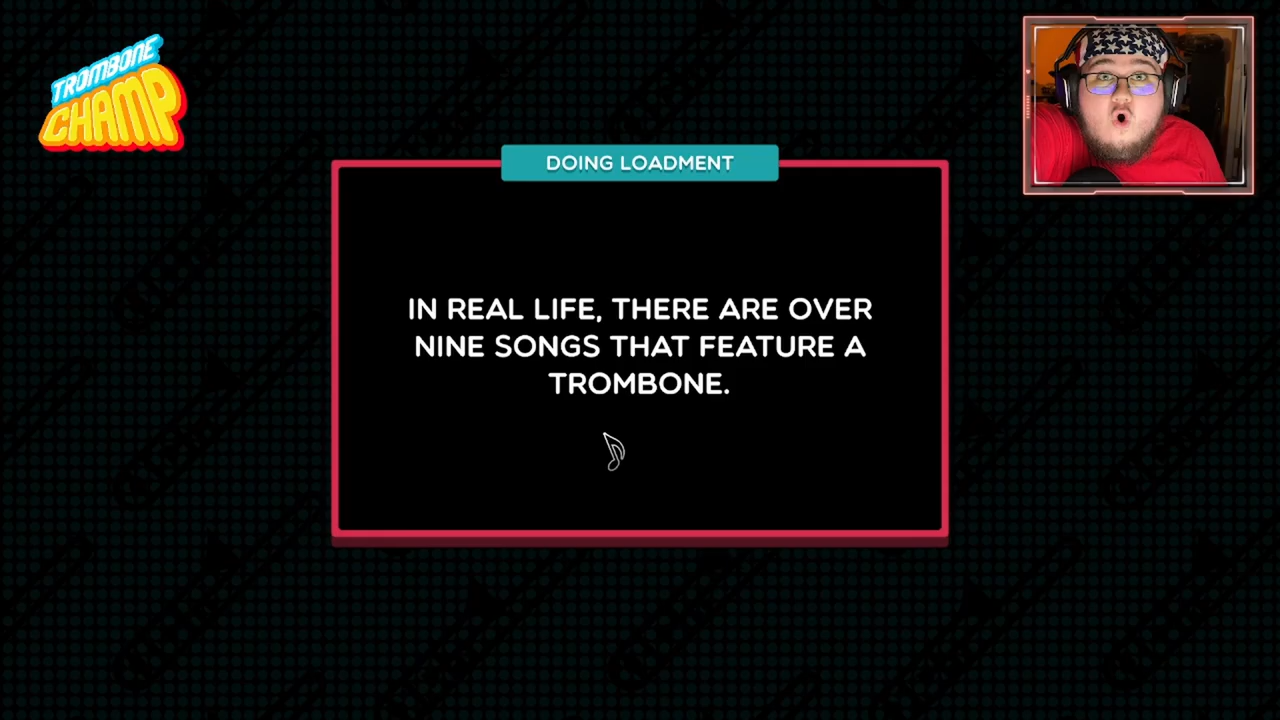 TROMBONE
CHAMP
DOING LOADMENT
IN REAL LIFE, THERE ARE OVER
NINE SONGS THAT FEATURE A
TROMBONE.